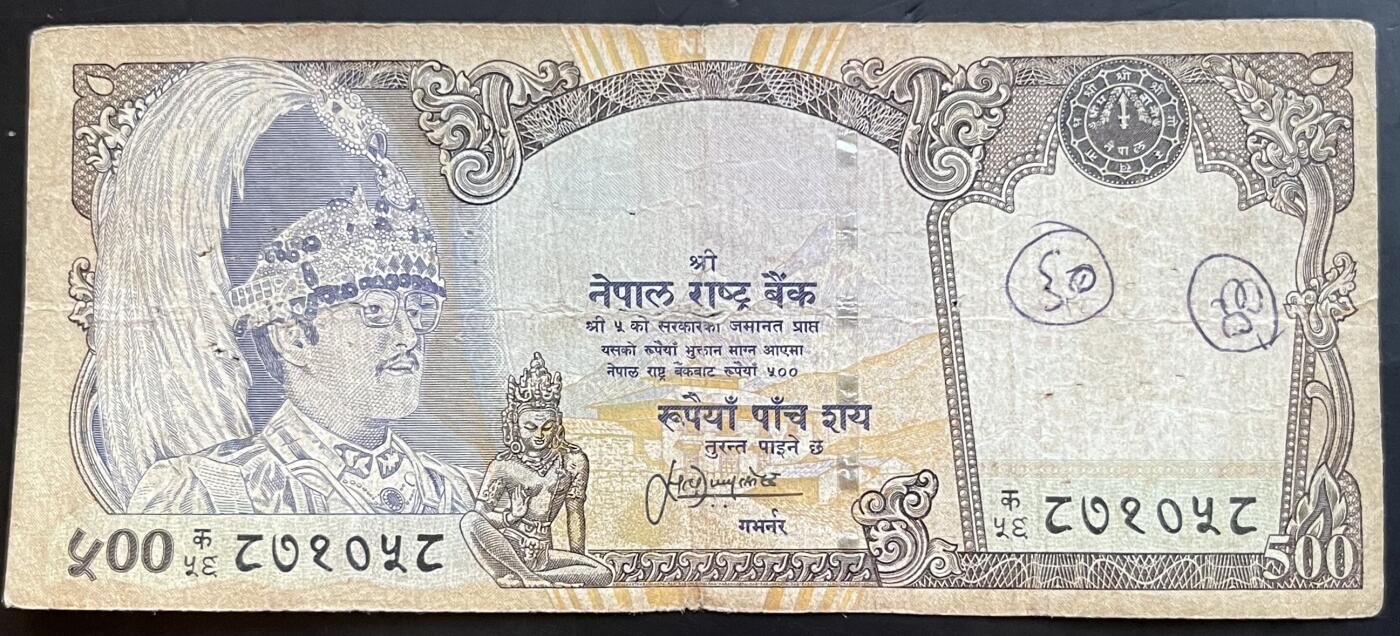 श्री
नेपाल राष्ट्र बैंक
श्री ५ को सरकारका जमानत प्राप्त
यसको रूपैयाँ भुक्तान माग्न आएमा
नेपाल राष्ट्र बैंकबाट रूपैयाँ ५००
रूपैयाँ पाँच शय
तुरन्त पाइने छ
गभर्नर
५00 क ५६ ८७१०५८
क ५६ ८७१०५८
500